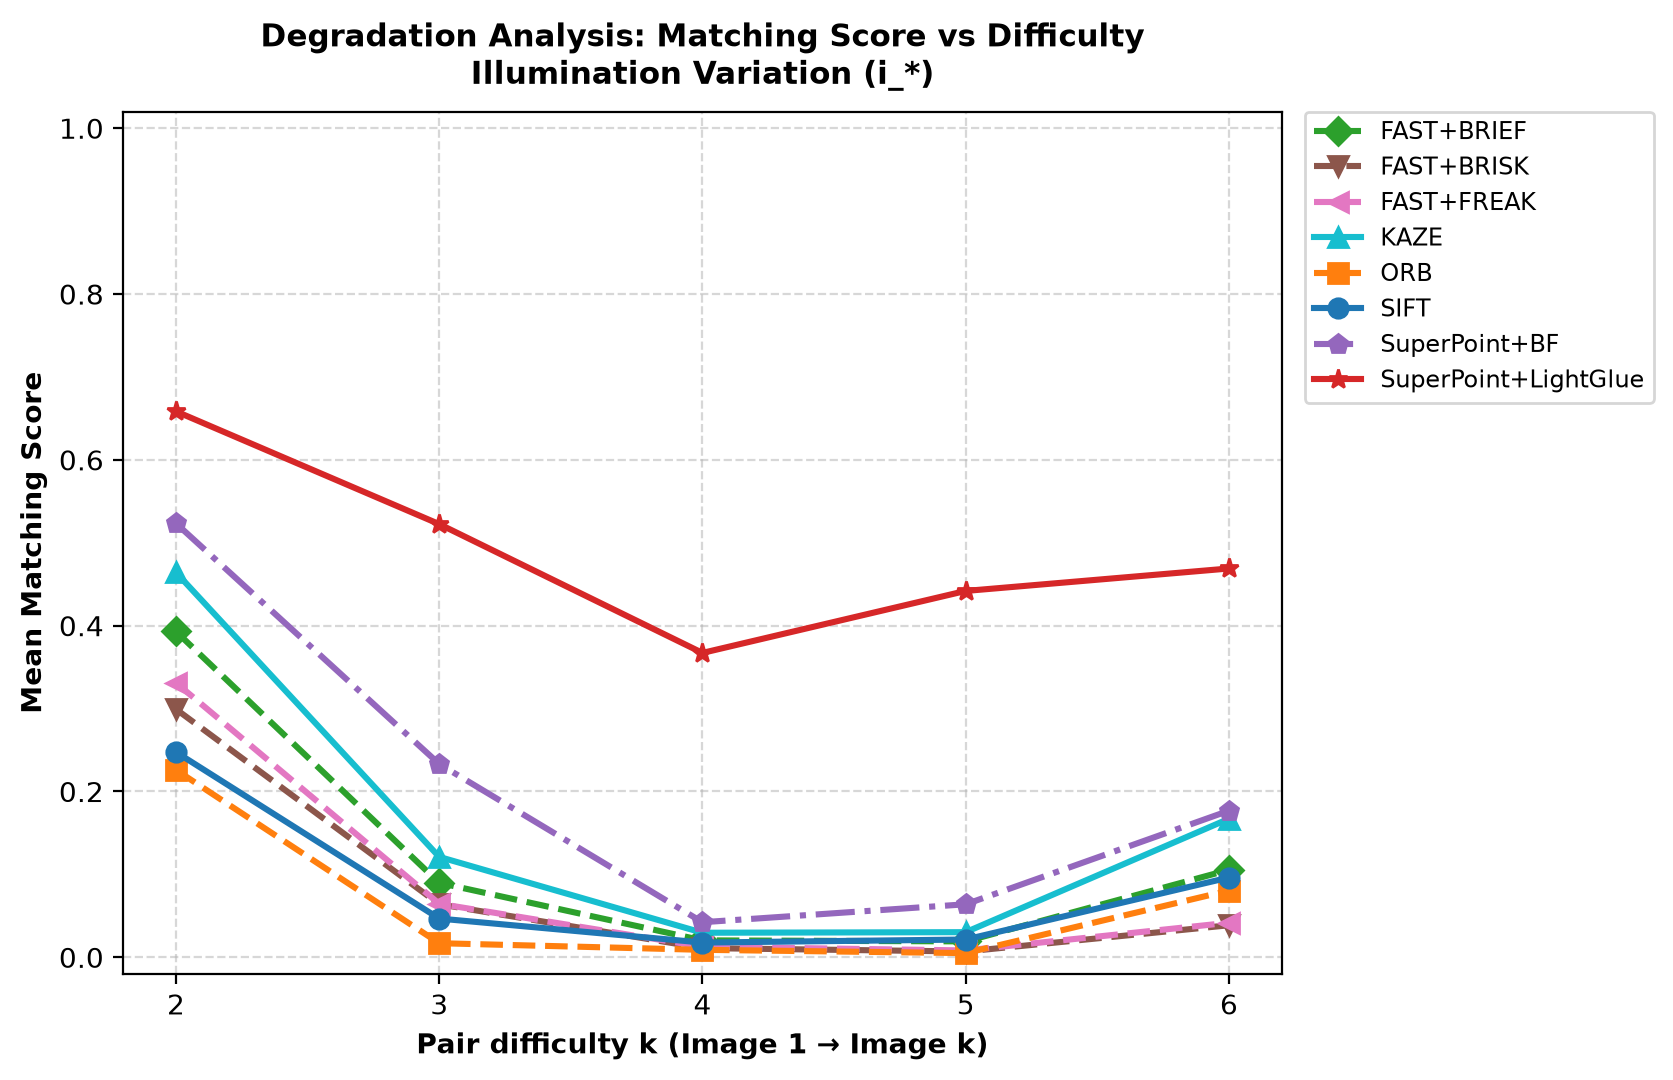 Degradation Analysis: Matching Score vs Difficulty
Illumination Variation (i_*)
1.0
0.8
0.6
0.4
0.2
0.0
Mean Matching Score
2 3 4 5 6
Pair difficulty k (Image 1 → Image k)
FAST+BRIEF
FAST+BRISK
FAST+FREAK
KAZE
ORB
SIFT
SuperPoint+BF
SuperPoint+LightGlue